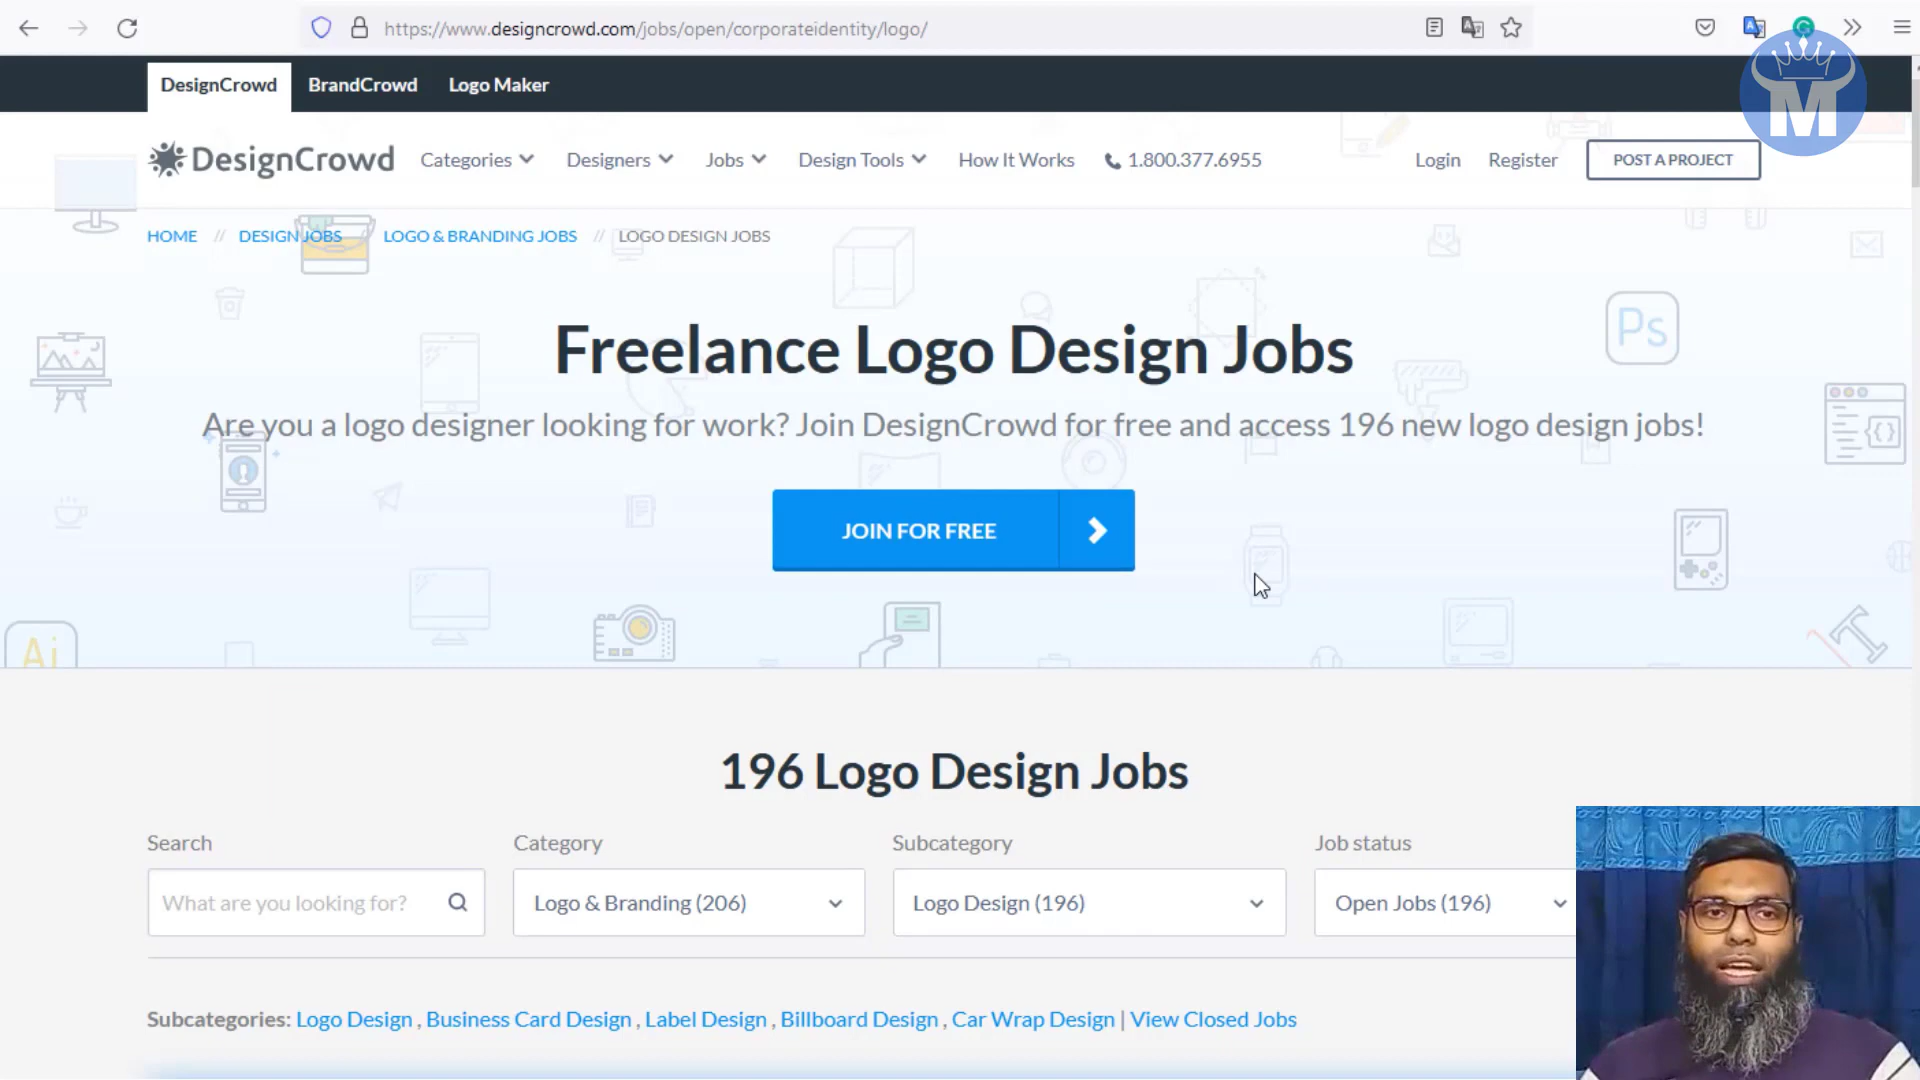 https://www.designcrowd.com/jobs/open/corporateidentity/logo/
DesignCrowd BrandCrowd Logo Maker
M
DesignCrowd Categories Designers Jobs Design Tools How It Works 1.800.377.6955 Login Register POST A PROJECT
HOME // DESIGN JOBS LOGO & BRANDING JOBS // LOGO DESIGN JOBS
Ps
Freelance Logo Design Jobs
Are you a logo designer looking for work? Join DesignCrowd for free and access 196 new logo design jobs!
JOIN FOR FREE
Ai
196 Logo Design Jobs
Search Category Subcategory Job status
What are you looking for? Logo & Branding (206) Logo Design (196) Open Jobs (196)
Subcategories: Logo Design , Business Card Design , Label Design , Billboard Design , Car Wrap Design | View Closed Jobs